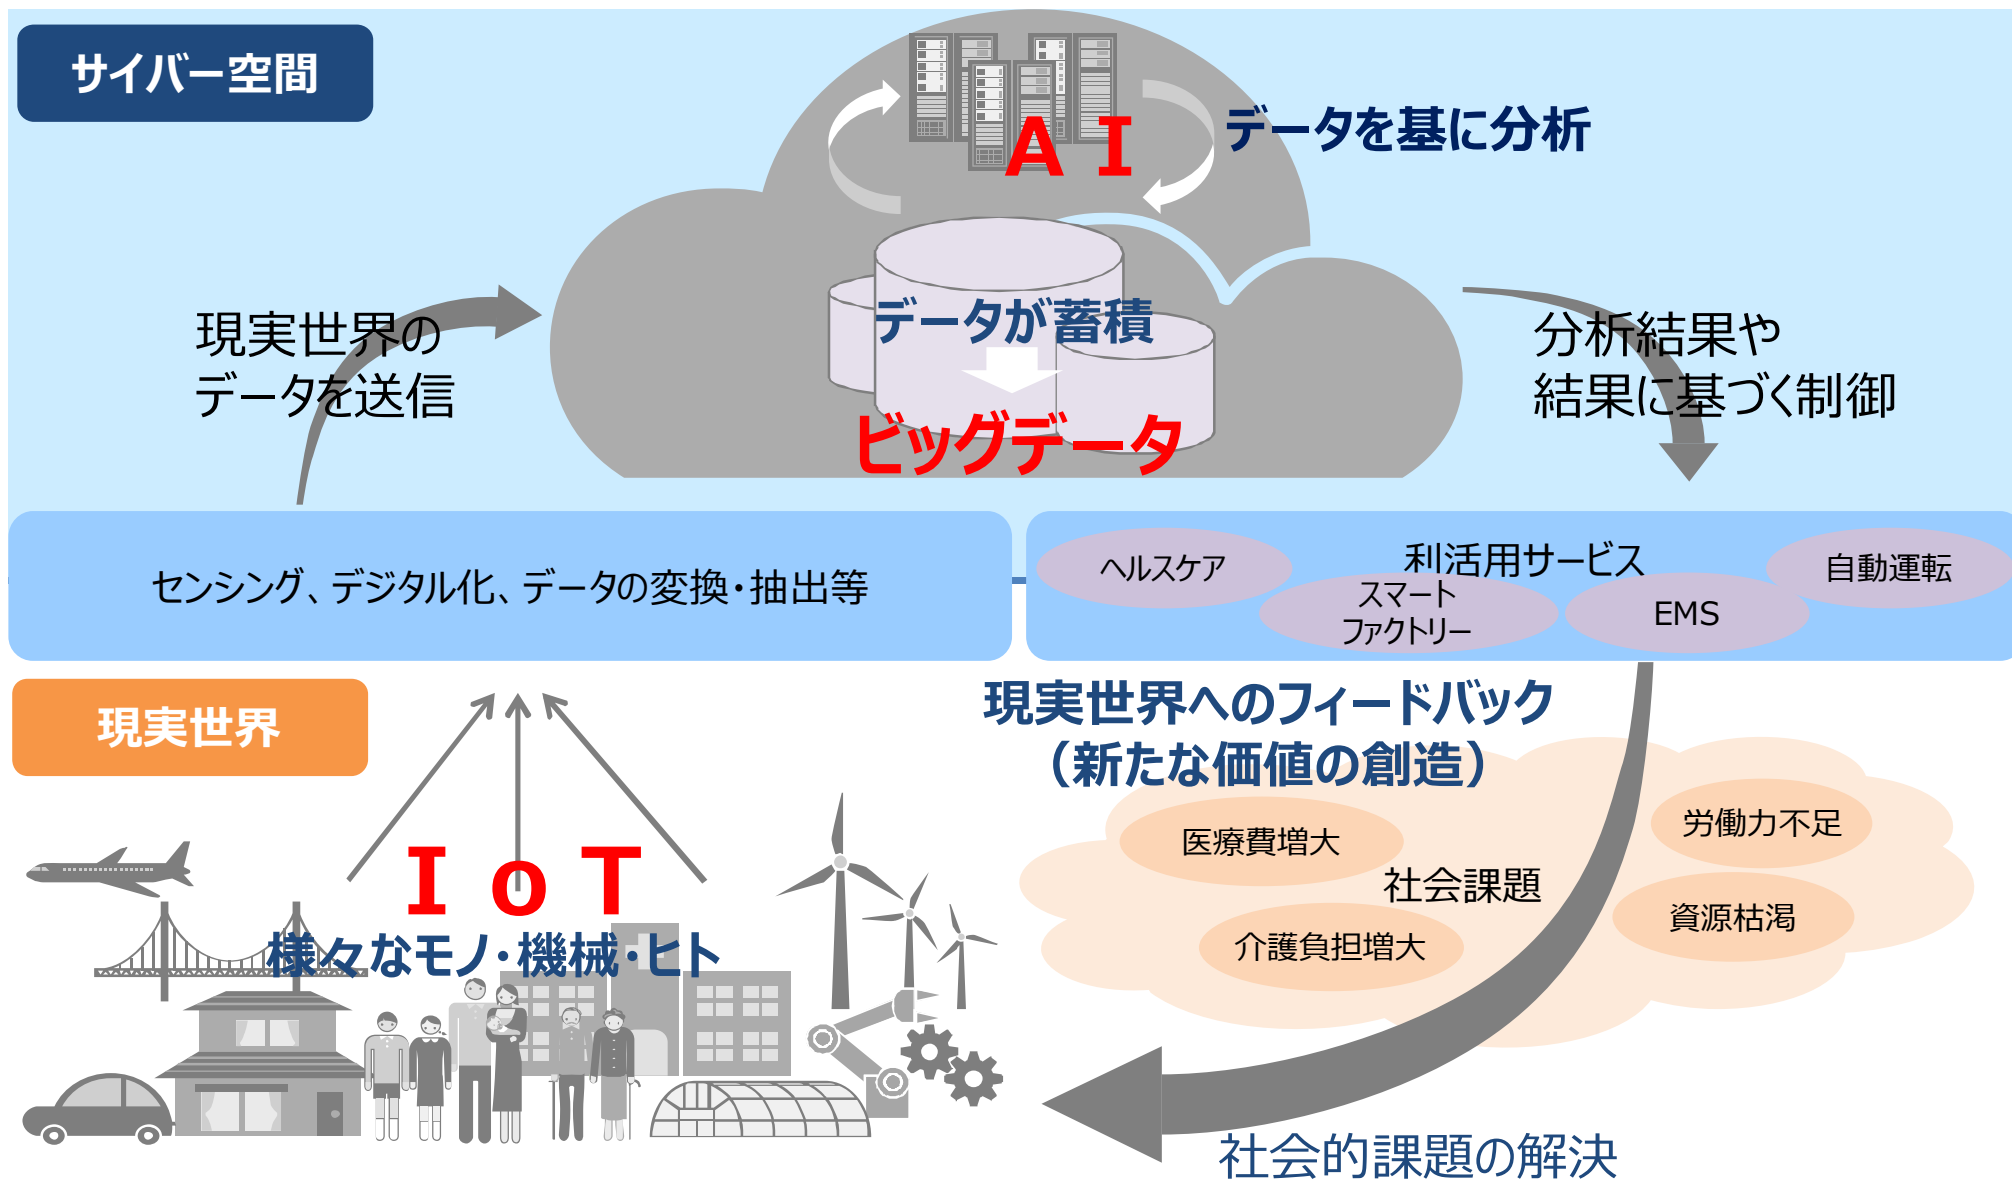 サイバー空間
AI
データを基に分析
データが蓄積
ビッグデータ
現実世界の
データを送信
分析結果や
結果に基づく制御
センシング、デジタル化、データの変換・抽出等
利活用サービス
ヘルスケア
スマート
ファクトリー
EMS
自動運転
現実世界
現実世界へのフィードバック
（新たな価値の創造）
IoT
様々なモノ・機械・ヒト
医療費増大
労働力不足
社会課題
介護負担増大
資源枯渇
社会的課題の解決